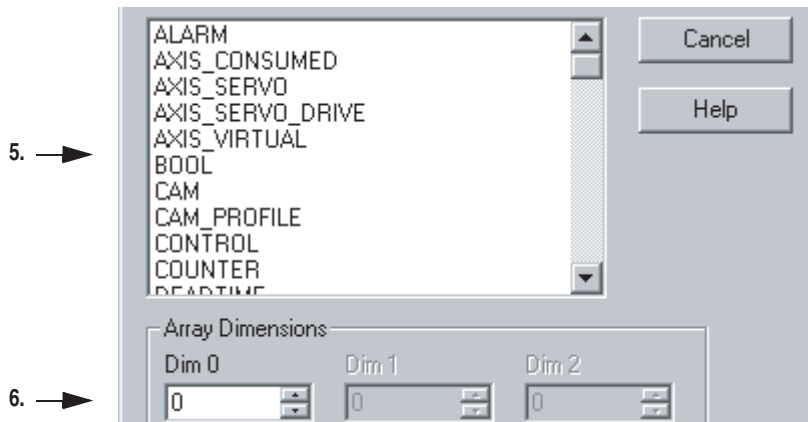 ALARM
Cancel
AXIS_CONSUMED
AXIS_SERVO
AXIS_SERVO_DRIVE
Help
AXIS_VIRTUAL
5.
BOOL
CAM
CAM_PROFILE
CONTROL
COUNTER
DEADTIME
Array Dimensions
Dim 0 Dim 1 Dim 2
6. 0 0 0